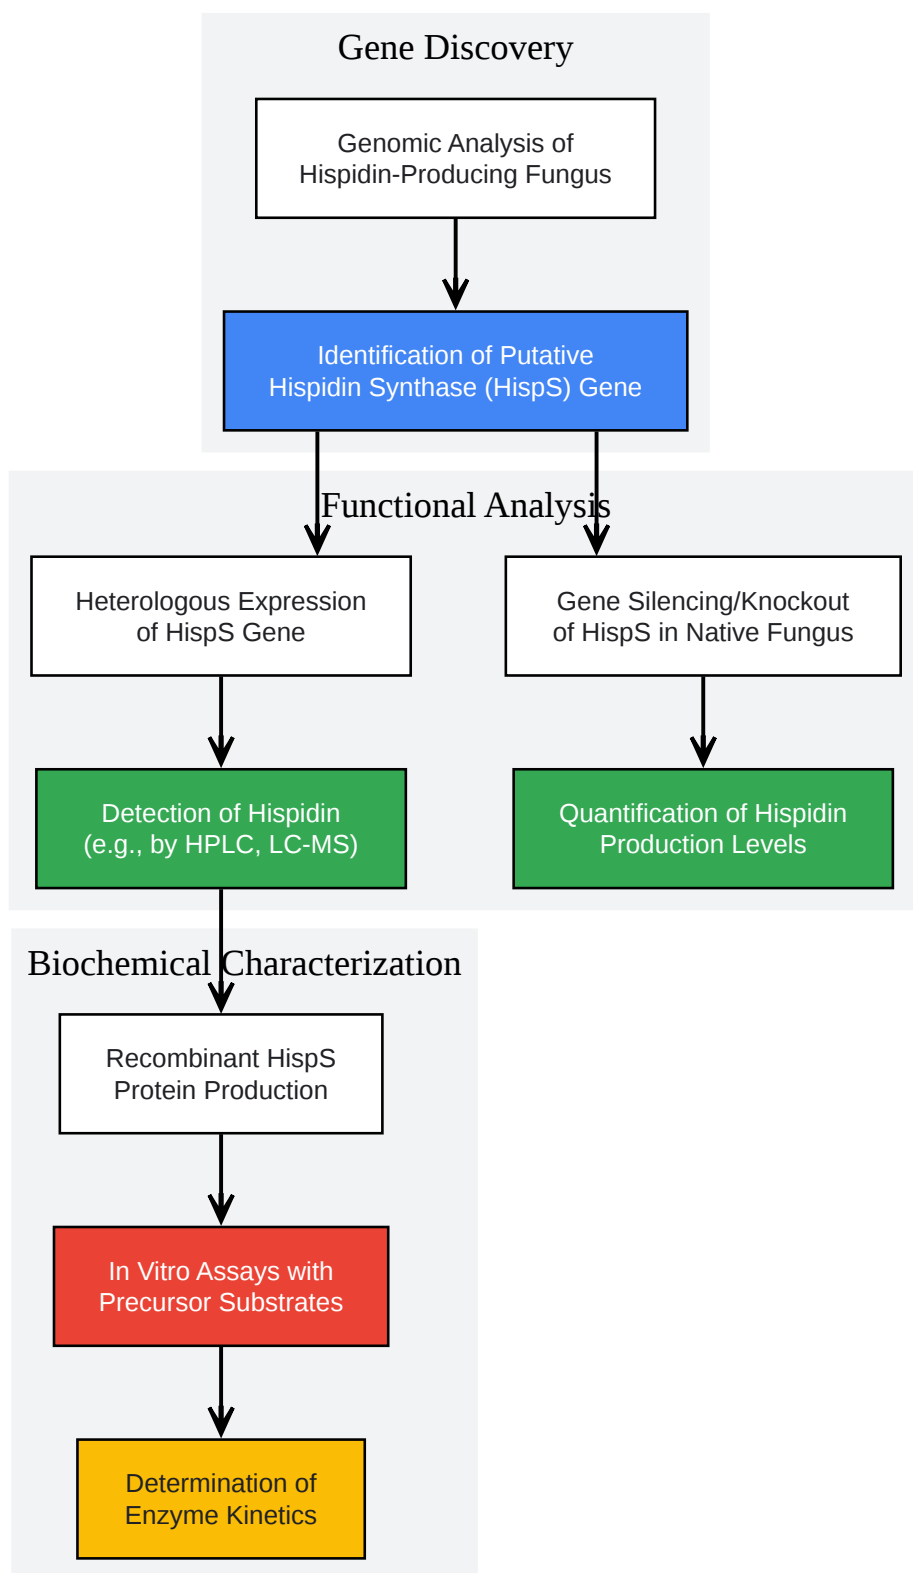 Gene Discovery
Genomic Analysis of
Hispidin-Producing Fungus
Identification of Putative
Hispidin Synthase (HispS) Gene
Functional Analysis
Heterologous Expression
of HispS Gene
Gene Silencing/Knockout
of HispS in Native Fungus
Detection of Hispidin
(e.g., by HPLC, LC-MS)
Quantification of Hispidin
Production Levels
Biochemical Characterization
Recombinant HispS
Protein Production
In Vitro Assays with
Precursor Substrates
Determination of
Enzyme Kinetics